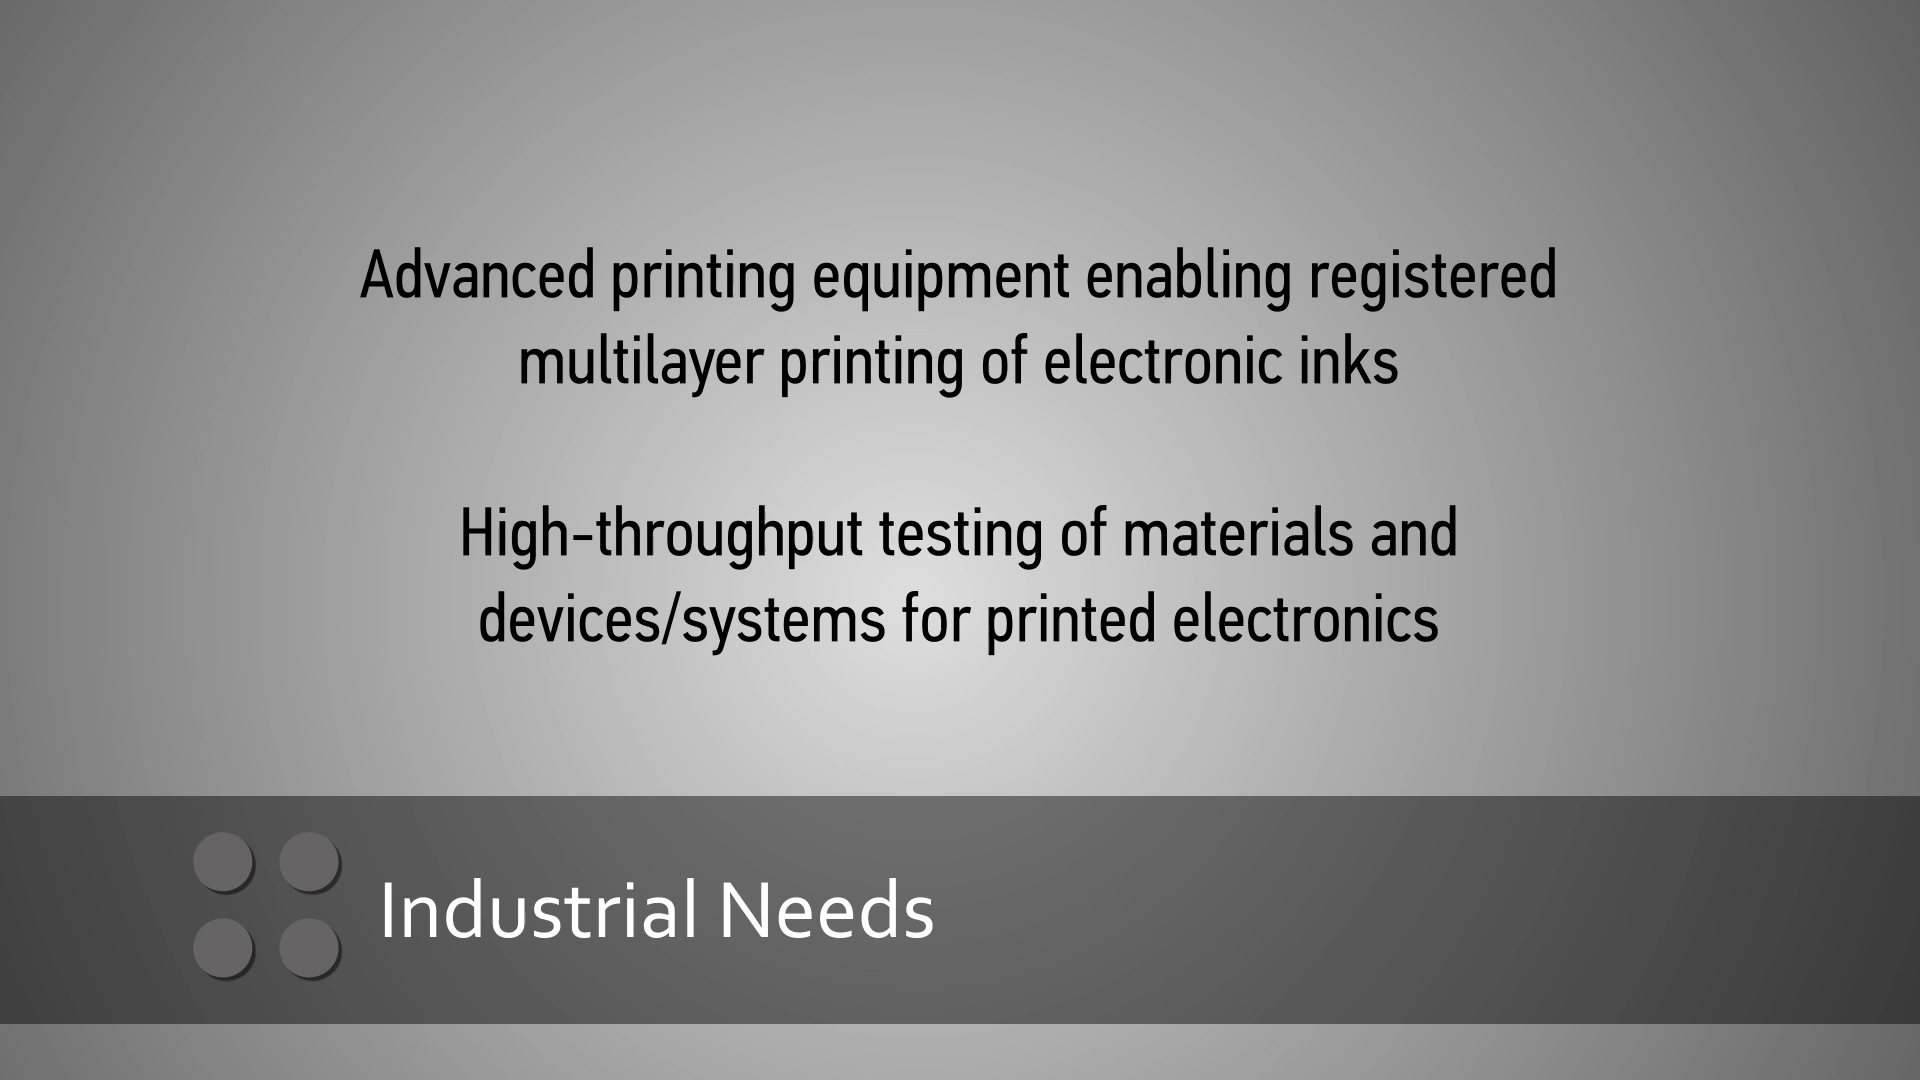 Advanced printing equipment enabling registered
multilayer printing of electronic inks
High-throughput testing of materials and
devices/systems for printed electronics
Industrial Needs